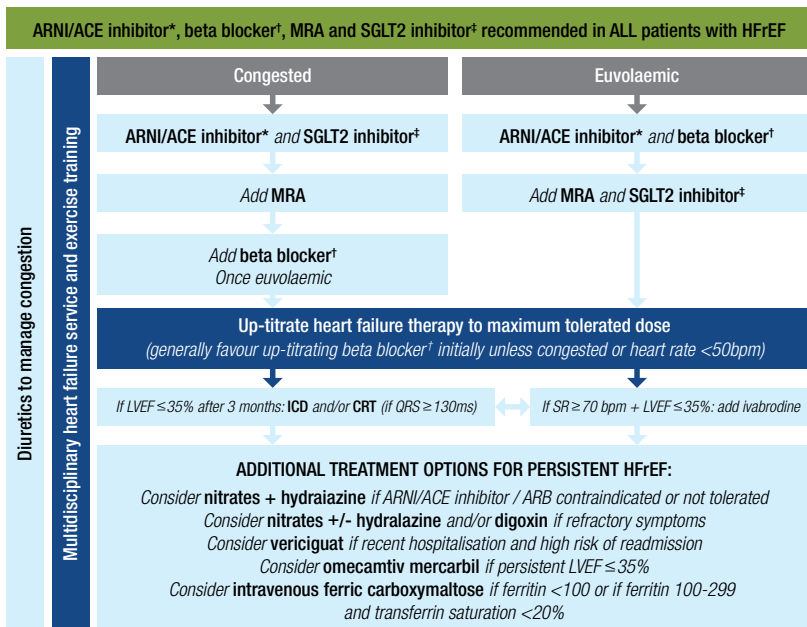 ARNI/ACE inhibitor*, beta blocker†, MRA and SGLT2 inhibitor‡ recommended in ALL patients with HFrEF
Diuretics to manage congestion
Multidisciplinary heart failure service and exercise training
Congested
Euvolaemic
ARNI/ACE inhibitor* and SGLT2 inhibitor‡
ARNI/ACE inhibitor* and beta blocker†
Add MRA
Add MRA and SGLT2 inhibitor‡
Add beta blocker†
Once euvolaemic
Up-titrate heart failure therapy to maximum tolerated dose
(generally favour up-titrating beta blocker† initially unless congested or heart rate <50bpm)
If LVEF ≤35% after 3 months: ICD and/or CRT (if QRS ≥130ms)
If SR ≥70 bpm + LVEF ≤35%: add ivabrodine
ADDITIONAL TREATMENT OPTIONS FOR PERSISTENT HFrEF:
Consider nitrates + hydraiazine if ARNI/ACE inhibitor / ARB contraindicated or not tolerated
Consider nitrates +/- hydralazine and/or digoxin if refractory symptoms
Consider vericiguat if recent hospitalisation and high risk of readmission
Consider omecamtiv mercarbil if persistent LVEF ≤35%
Consider intravenous ferric carboxymaltose if ferritin <100 or if ferritin 100-299
and transferrin saturation <20%